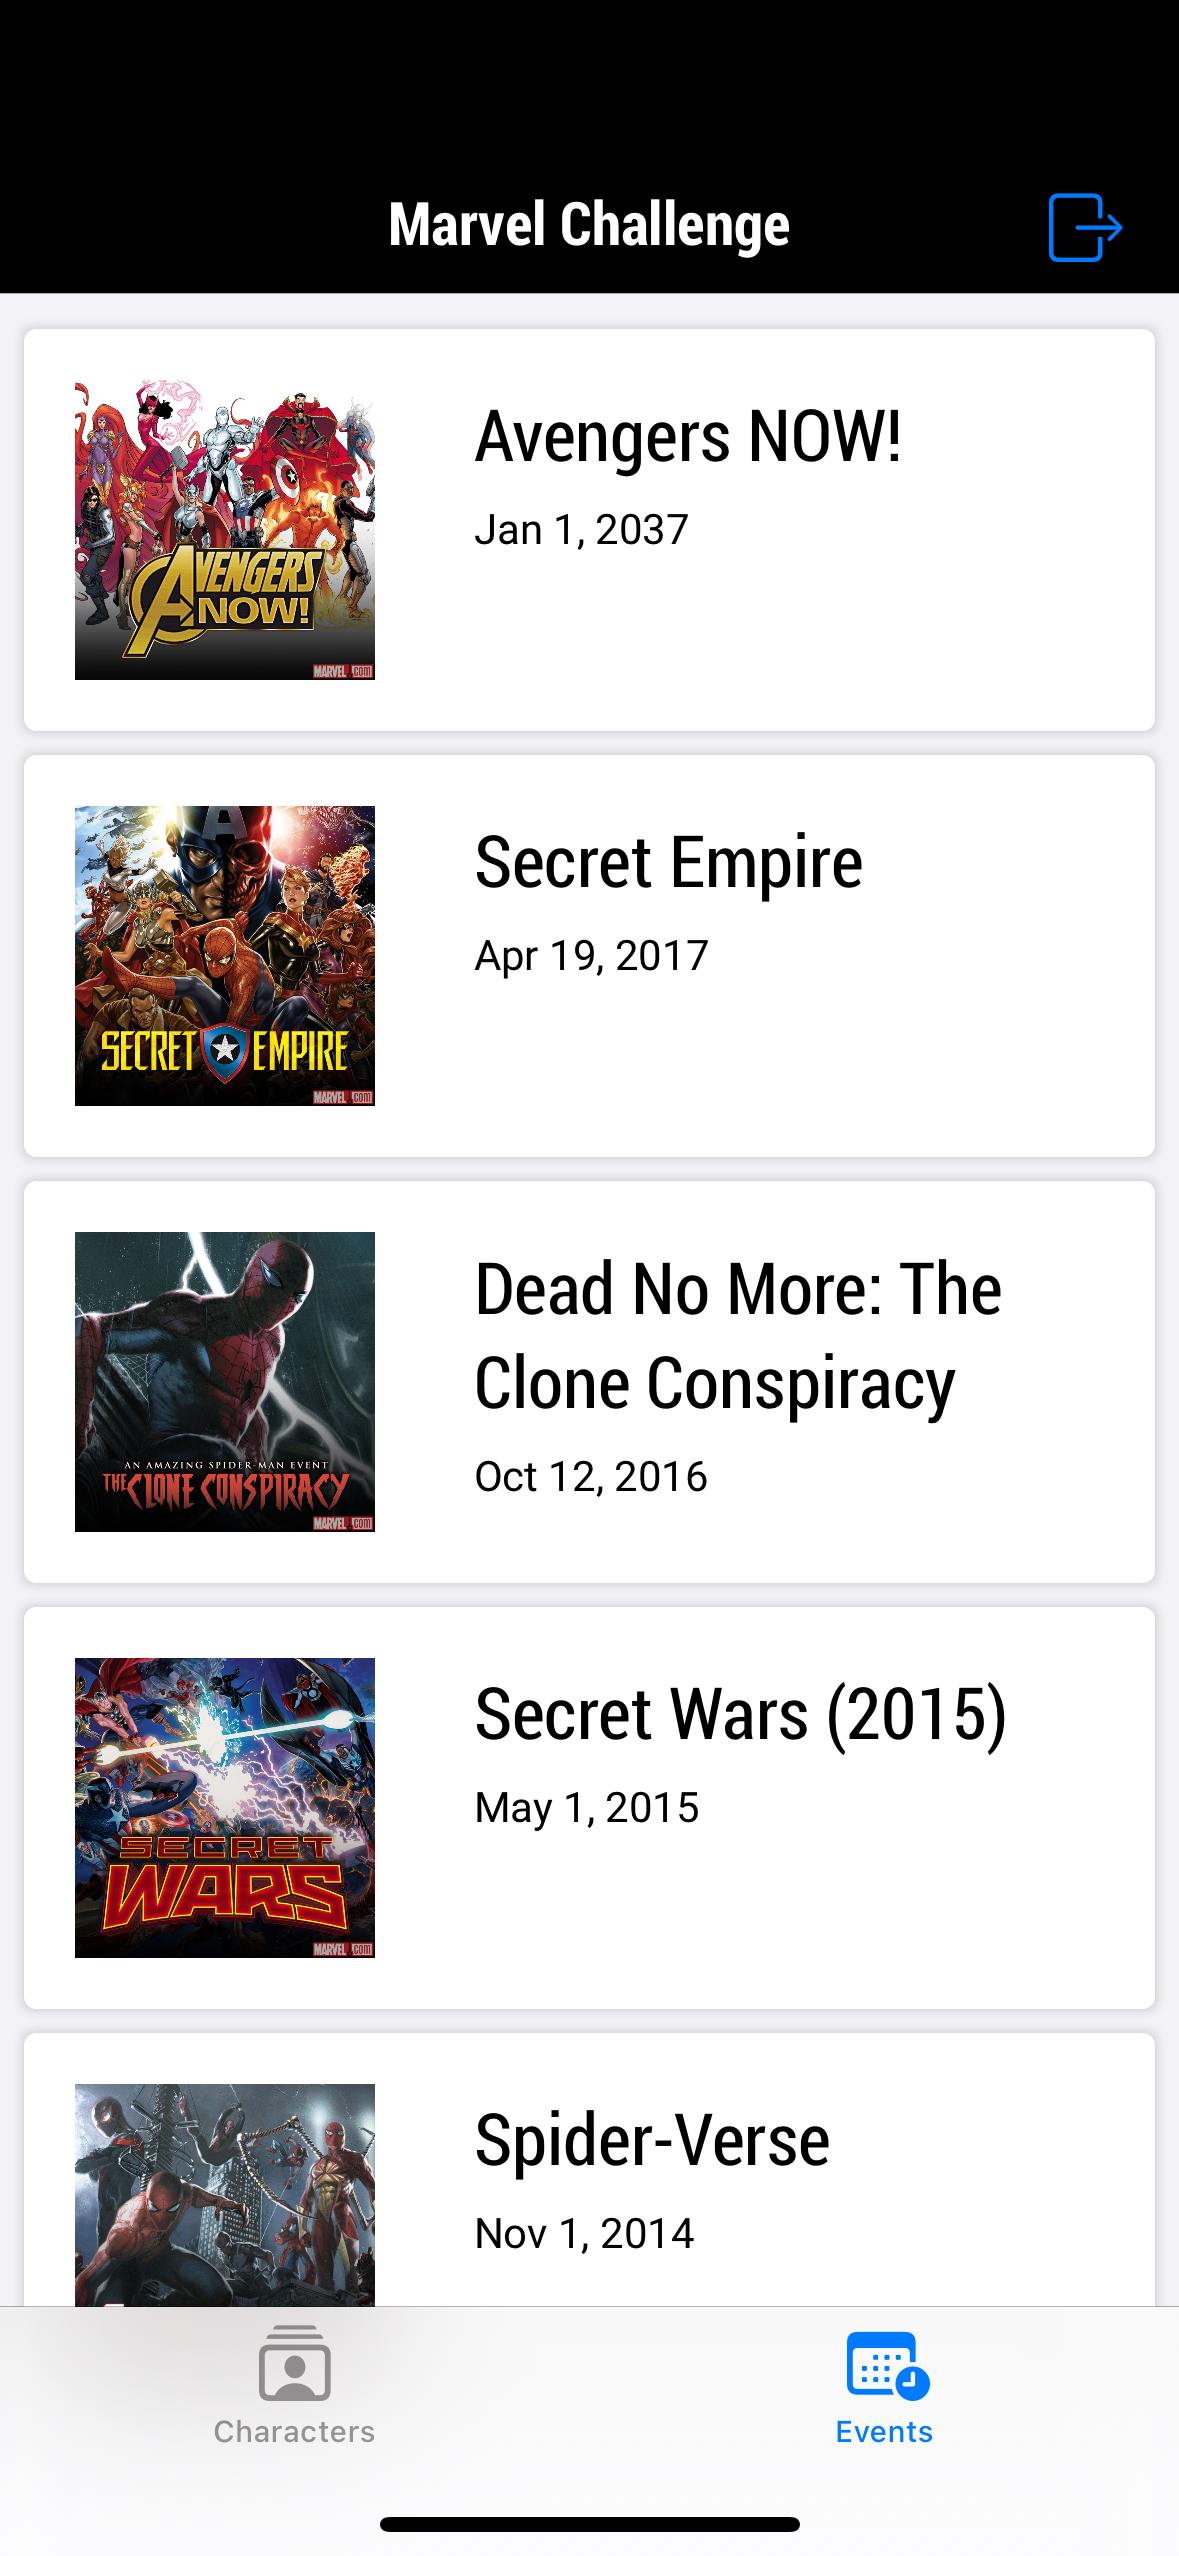 Marvel Challenge
AVENGERS
NOW!
MARVEL.COM
Avengers NOW!
Jan 1, 2037
SECRET EMPIRE
MARVEL.COM
Secret Empire
Apr 19, 2017
AN AMAZING SPIDER-MAN EVENT
THE CLONE CONSPIRACY
MARVEL.COM
Dead No More: The
Clone Conspiracy
Oct 12, 2016
SECRET
WARS
MARVEL.COM
Secret Wars (2015)
May 1, 2015
Spider-Verse
Nov 1, 2014
Characters
Events